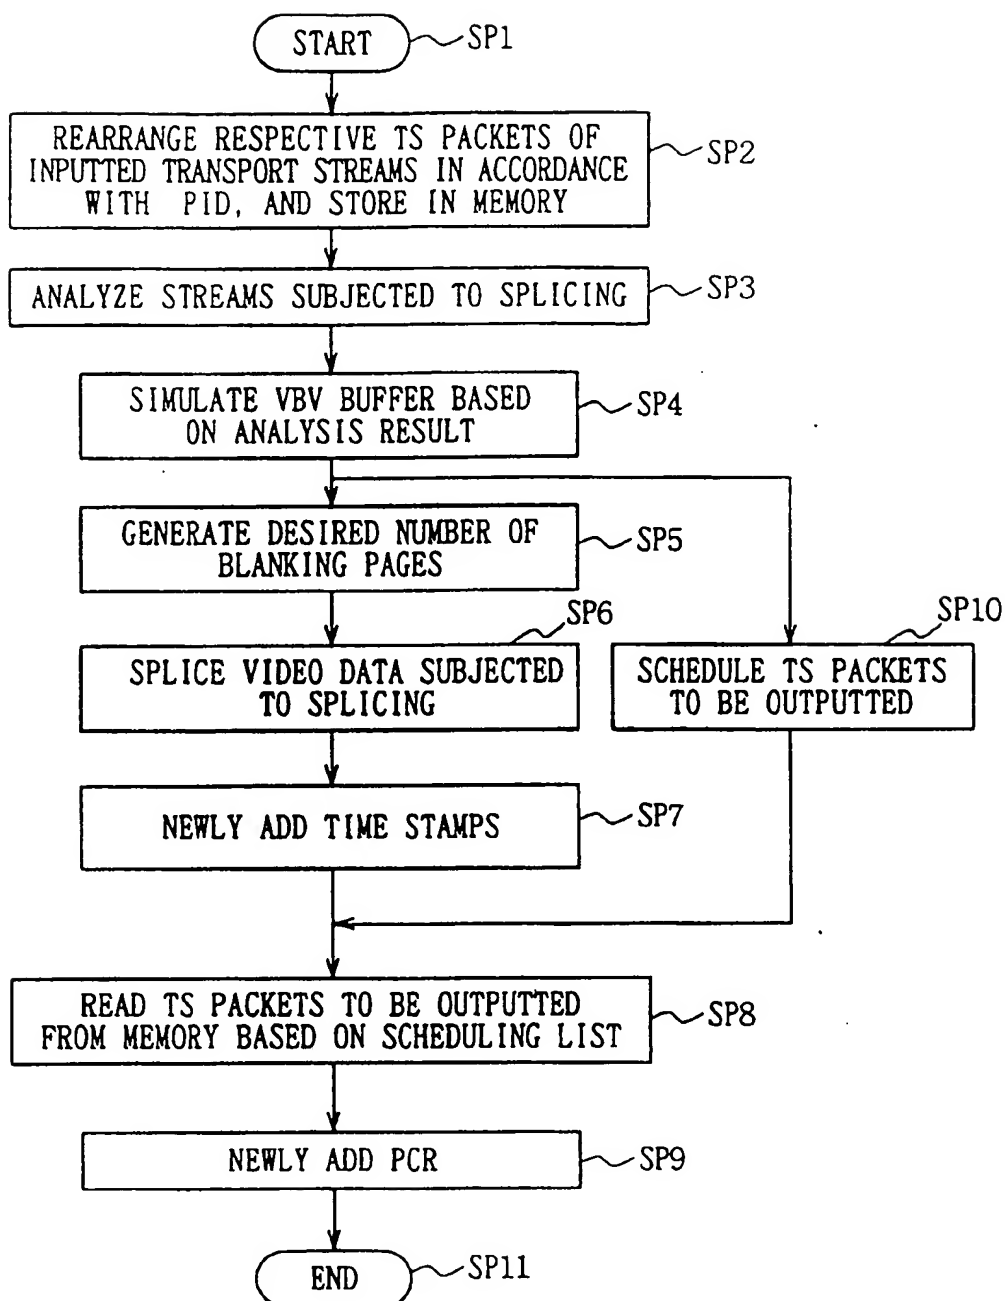 START
SP1
REARRANGE RESPECTIVE TS PACKETS OF
INPUTTED TRANSPORT STREAMS IN ACCORDANCE
WITH PID, AND STORE IN MEMORY
SP2
ANALYZE STREAMS SUBJECTED TO SPLICING
SP3
SIMULATE VBV BUFFER BASED
ON ANALYSIS RESULT
SP4
GENERATE DESIRED NUMBER OF
BLANKING PAGES
SP5
SP6
SPLICE VIDEO DATA SUBJECTED
TO SPLICING
SP10
SCHEDULE TS PACKETS
TO BE OUTPUTTED
NEWLY ADD TIME STAMPS
SP7
READ TS PACKETS TO BE OUTPUTTED
FROM MEMORY BASED ON SCHEDULING LIST
SP8
NEWLY ADD PCR
SP9
END
SP11